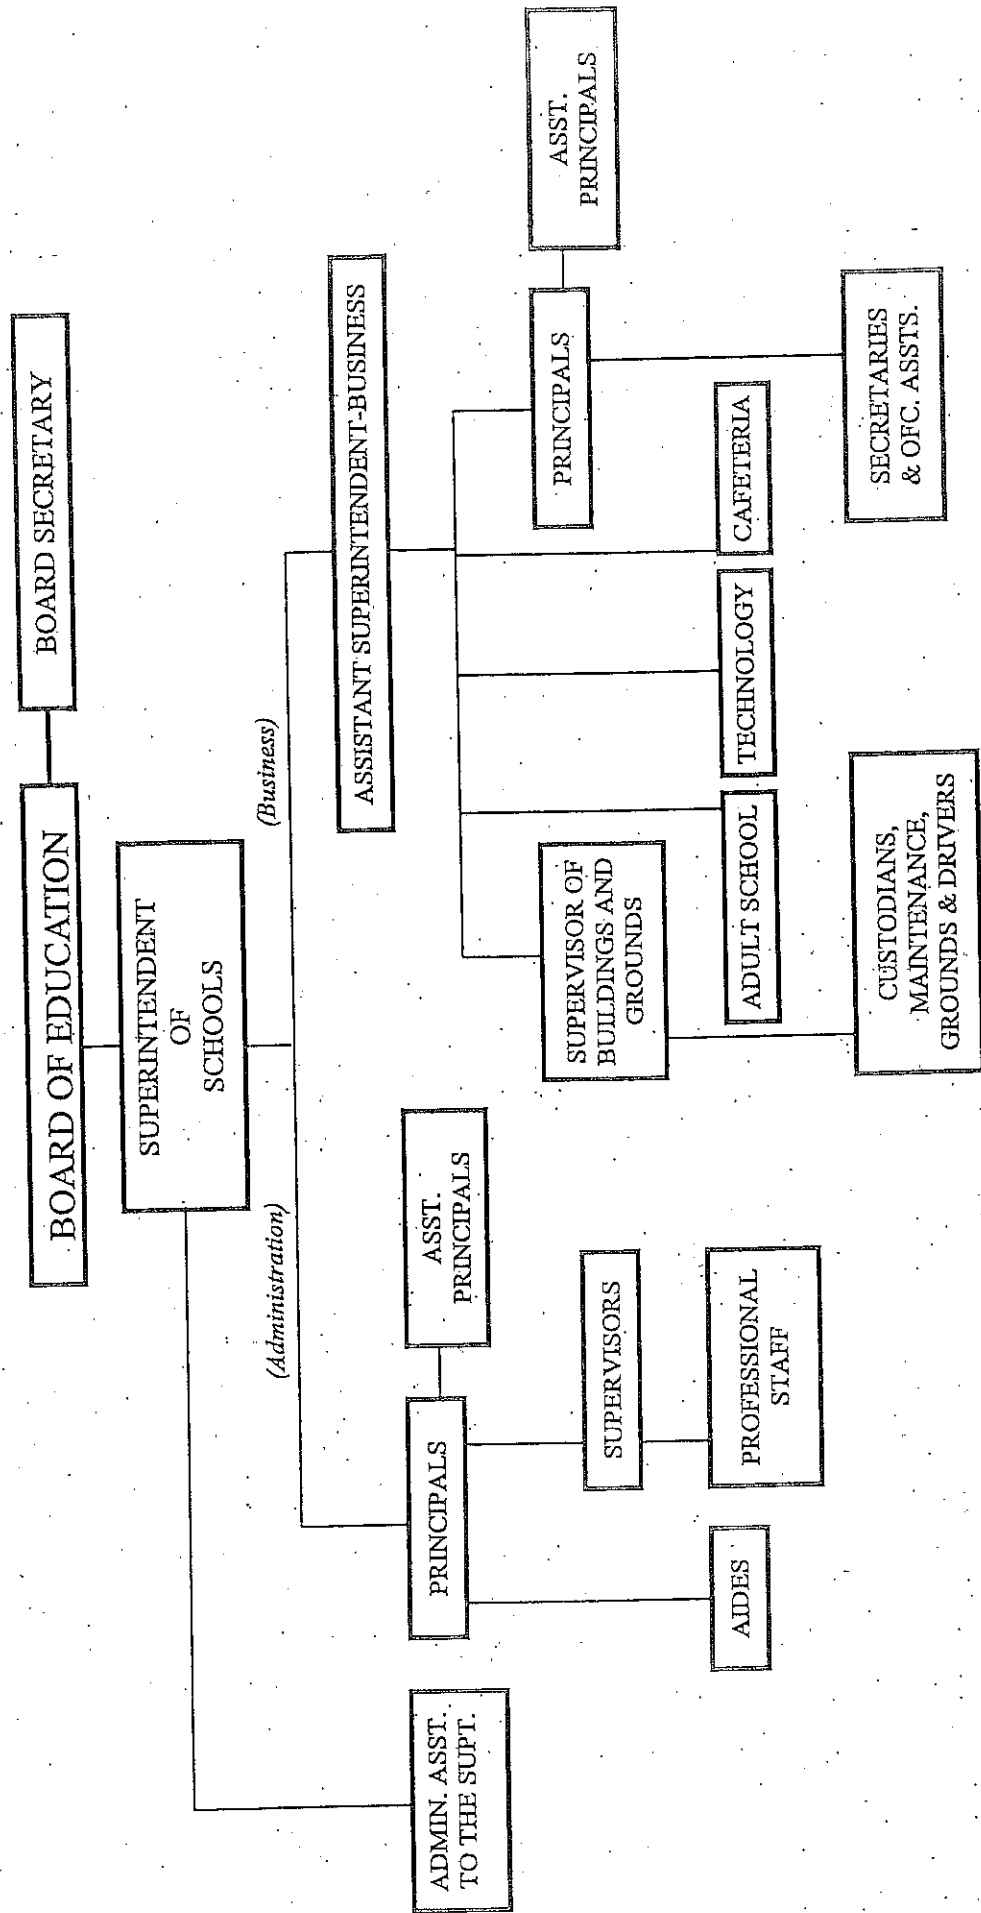 BOARD OF EDUCATION
BOARD SECRETARY
SUPERINTENDENT
OF
SCHOOLS
(Administration)
(Business)
ADMIN. ASST.
TO THE SUPT.
PRINCIPALS
ASST.
PRINCIPALS
SUPERVISORS
AIDES
PROFESSIONAL
STAFF
ASSISTANT SUPERINTENDENT-BUSINESS
SUPERVISOR OF
BUILDINGS AND
GROUNDS
PRINCIPALS
ASST.
PRINCIPALS
ADULT SCHOOL
TECHNOLOGY
CAFETERIA
CUSTODIANS,
MAINTENANCE,
GROUNDS & DRIVERS
SECRETARIES
& OFC. ASSTS.